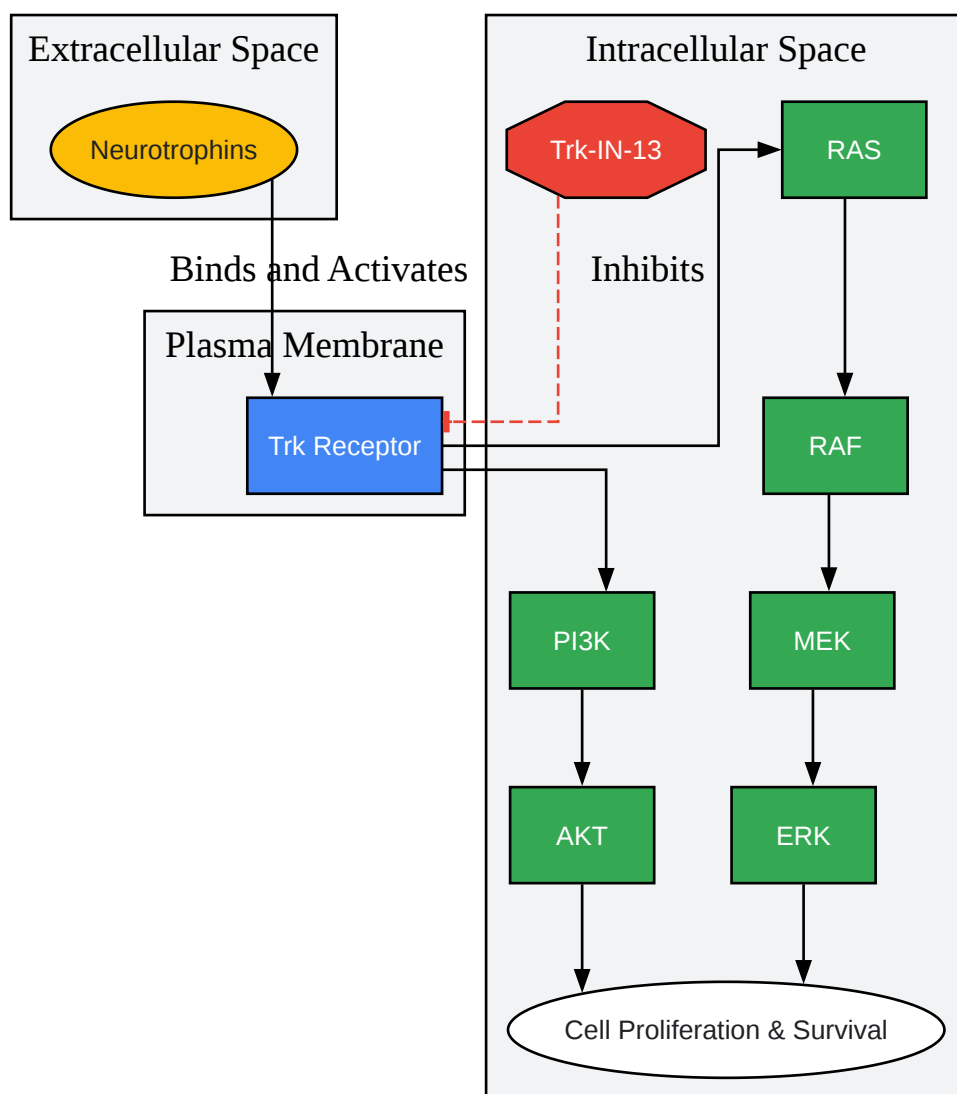 Extracellular Space
Neurotrophins
Binds and Activates
Plasma Membrane
Trk Receptor
Intracellular Space
Trk-IN-13
RAS
Inhibits
RAF
PI3K
MEK
AKT
ERK
Cell Proliferation & Survival